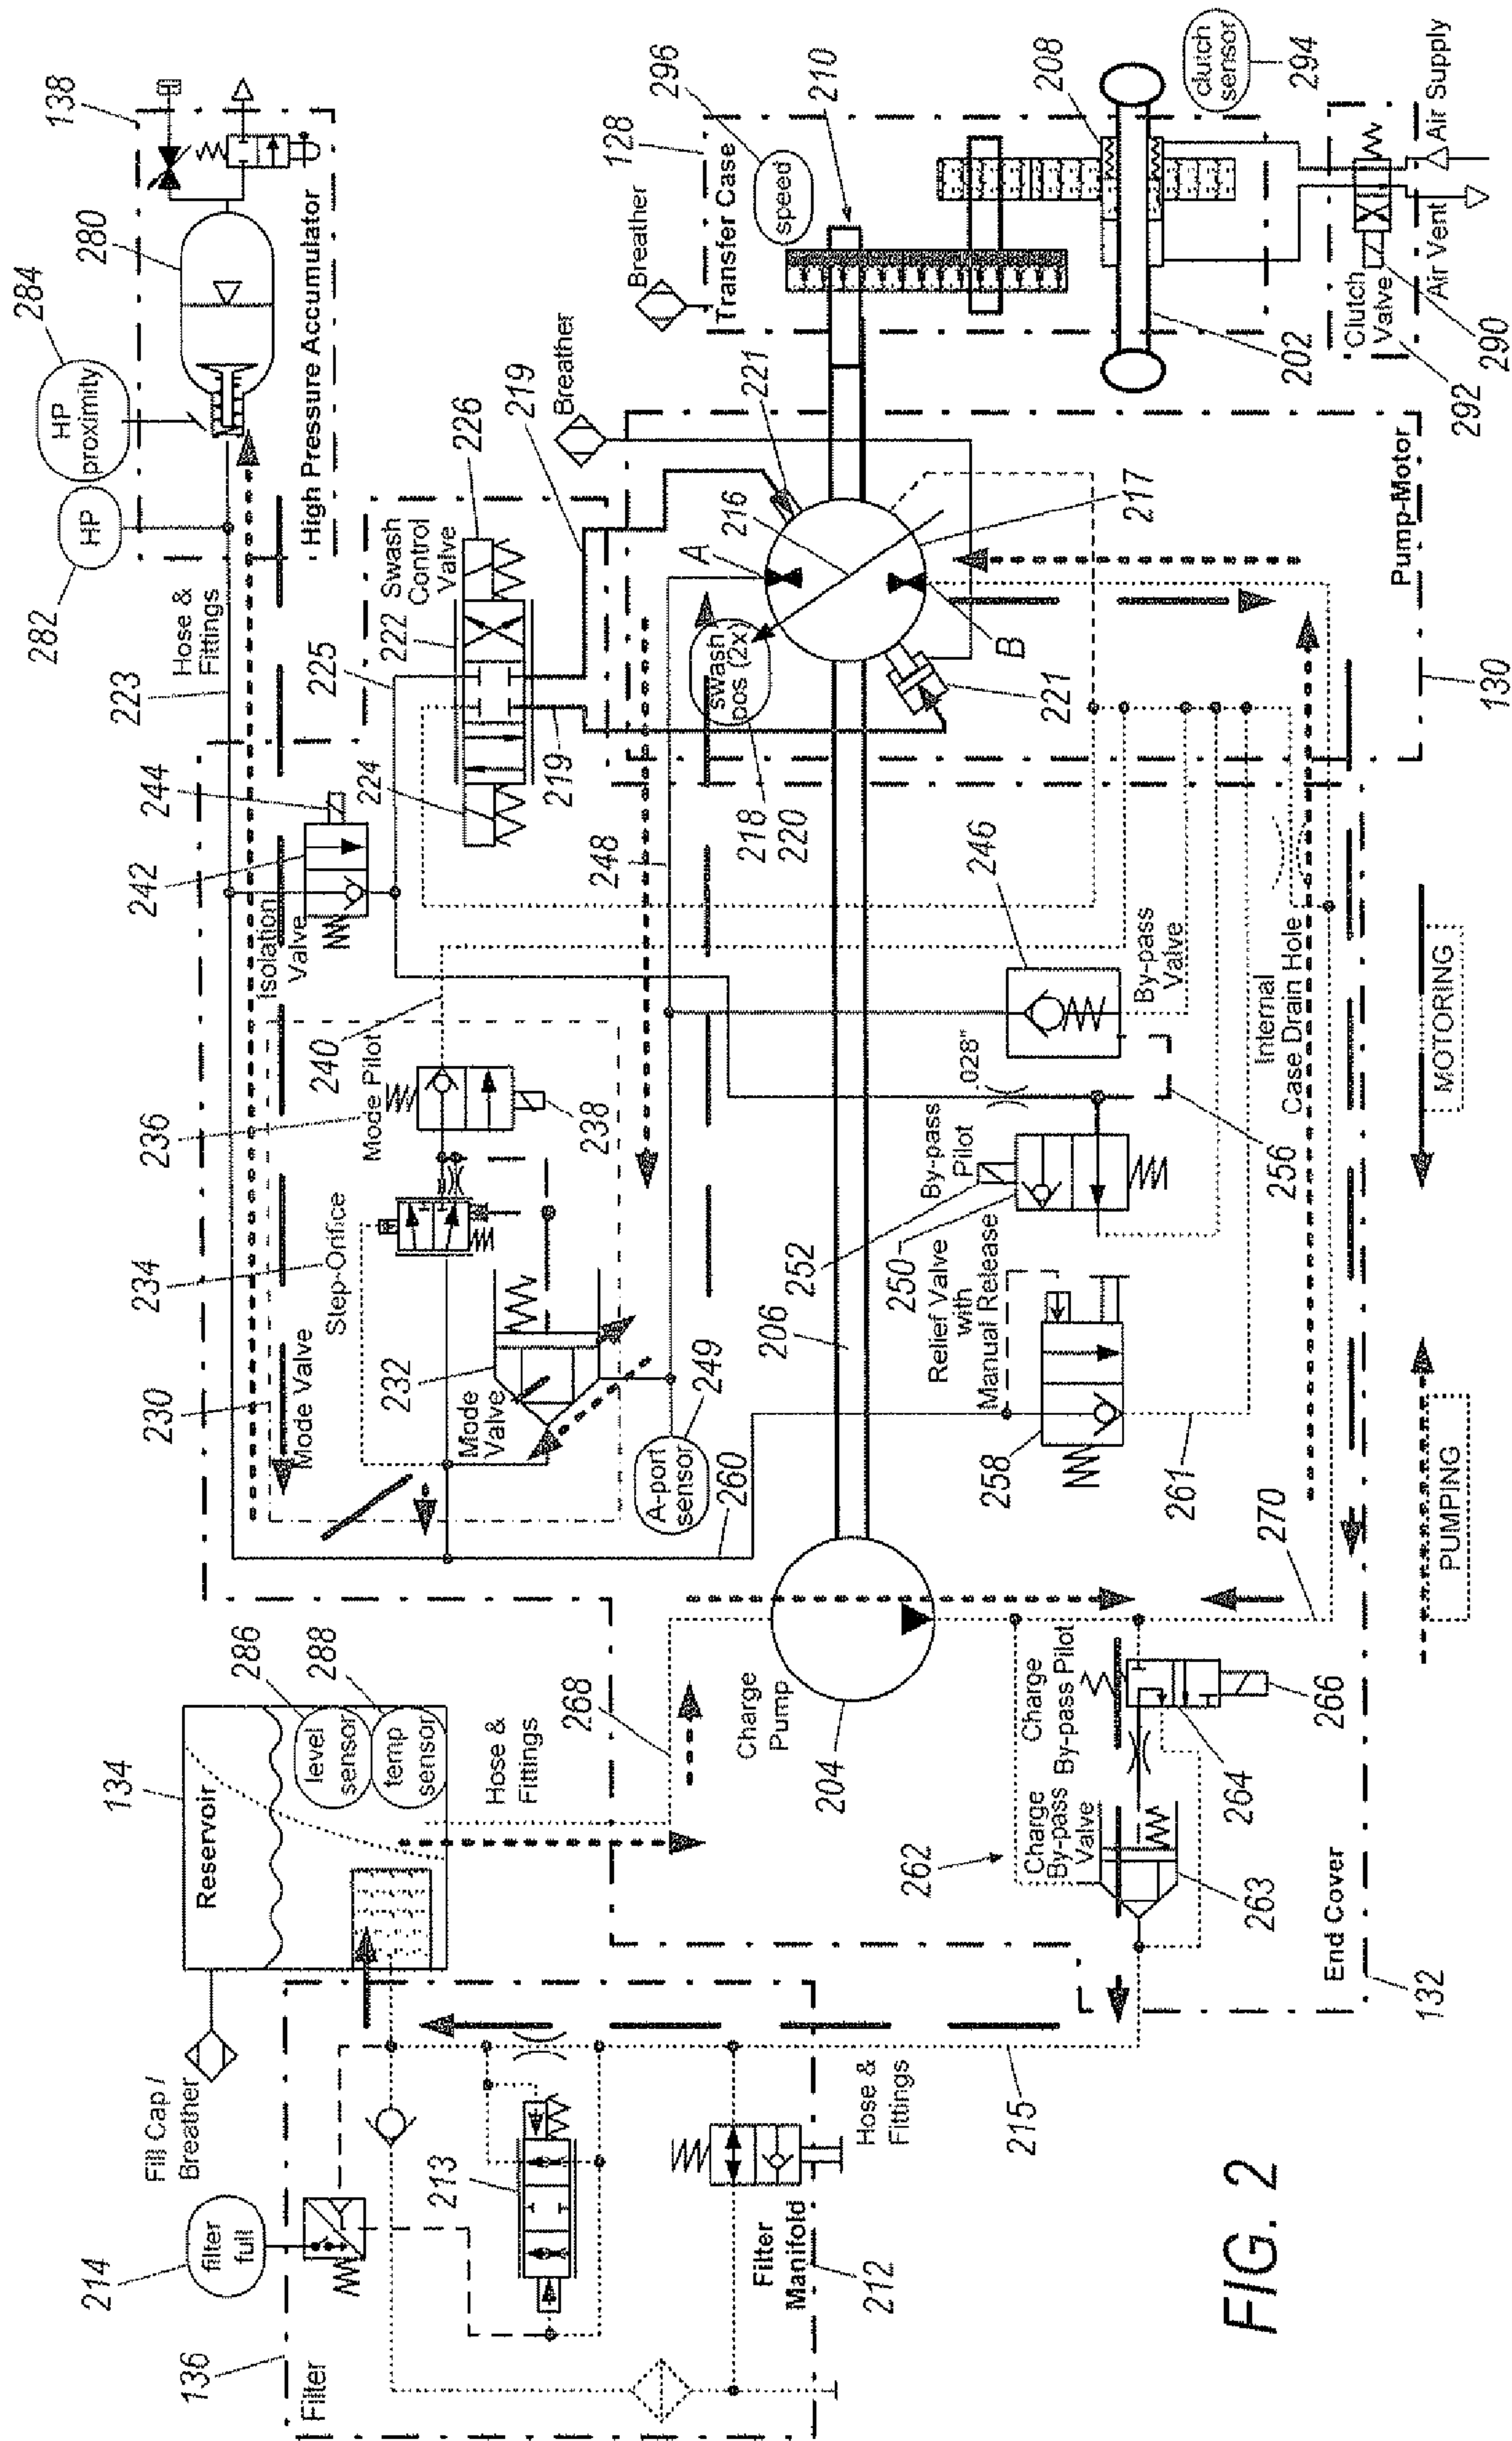 138
280
284
HP
proximity
HP
282
High Pressure Accumulator
Hose &
Fittings
223
225
222
Swash
Control
Valve
226
219
Breather
219
224
244
242
Isolation
Valve
240
Mode Pilot
236
238
234
Step-Orifice
230
Mode Valve
232
Mode
Valve
A-port
sensor
249
260
248
swash
pos (2x)
218
220
A
216
221
217
B
221
Pump-Motor
130
296
128
Transfer Case
speed
Breather
210
208
clutch
sensor
294
Air Supply
Air Vent
Clutch
Valve
290
292
202
246
By-pass
Valve
.028"
By-pass
Pilot
252
250
256
Internal
Case Drain Hole
Relief Valve
with
Manual Release
258
261
206
270
MOTORING
PUMPING
134
Reservoir
286
288
level
sensor
temp
sensor
Hose &
Fittings
268
Charge
Pump
204
Charge
By-pass Pilot
266
264
Charge
By-pass
Valve
262
263
End Cover
132
Fill Cap /
Breather
214
filter
full
213
136
Filter
Filter
Manifold
212
Hose &
Fittings
215
FIG. 2